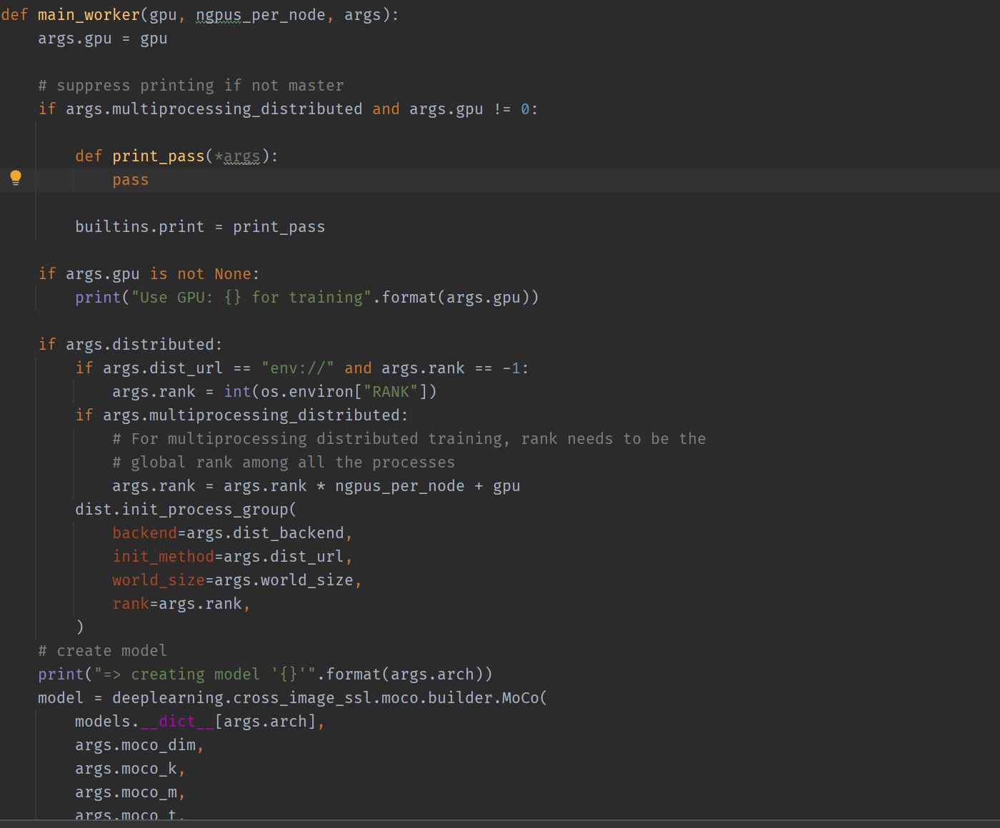 def main_worker(gpu, ngpus_per_node, args):
    args.gpu = gpu

    # suppress printing if not master
    if args.multiprocessing_distributed and args.gpu != 0:

        def print_pass(*args):
            pass

        builtins.print = print_pass

    if args.gpu is not None:
        print("Use GPU: {} for training".format(args.gpu))

    if args.distributed:
        if args.dist_url == "env://" and args.rank == -1:
            args.rank = int(os.environ["RANK"])
        if args.multiprocessing_distributed:
            # For multiprocessing distributed training, rank needs to be the
            # global rank among all the processes
            args.rank = args.rank * ngpus_per_node + gpu
        dist.init_process_group(
            backend=args.dist_backend,
            init_method=args.dist_url,
            world_size=args.world_size,
            rank=args.rank,
        )
    # create model
    print("=> creating model '{}'".format(args.arch))
    model = deeplearning.cross_image_ssl.moco.builder.MoCo(
        models.__dict__[args.arch],
        args.moco_dim,
        args.moco_k,
        args.moco_m,
        args.moco_t,